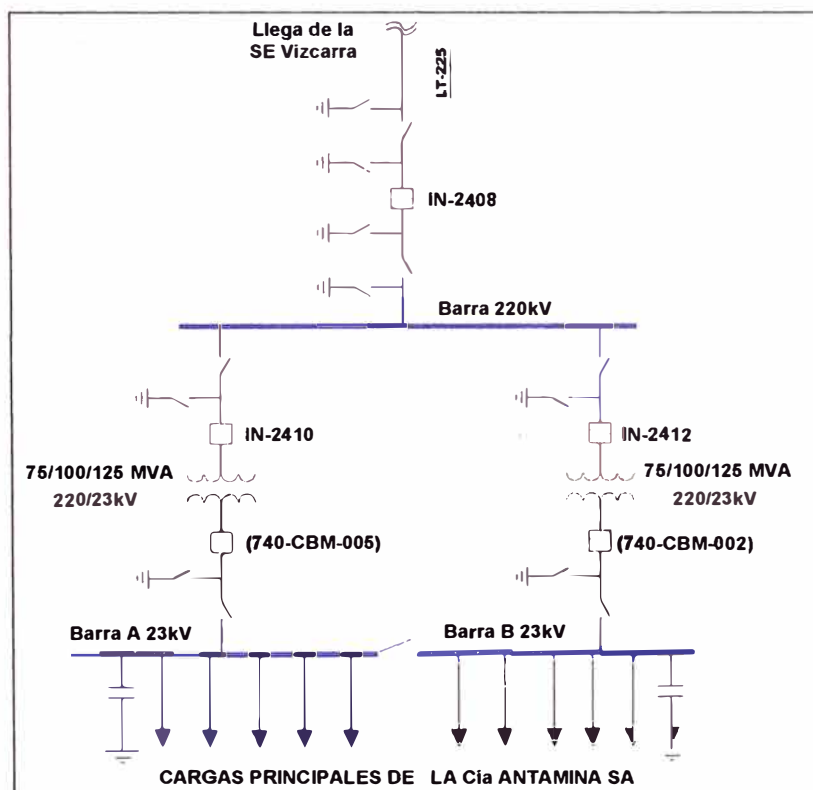 Llega de la
SE Vizcarra
LT-225
IN-2408
Barra 220kV
IN-2410
IN-2412
75/100/125 MVA
220/23kV
75/100/125 MVA
220/23kV
(740-CBM-005)
(740-CBM-002)
Barra A 23kV
Barra B 23kV
CARGAS PRINCIPALES DE LA Cía ANTAMINA SA